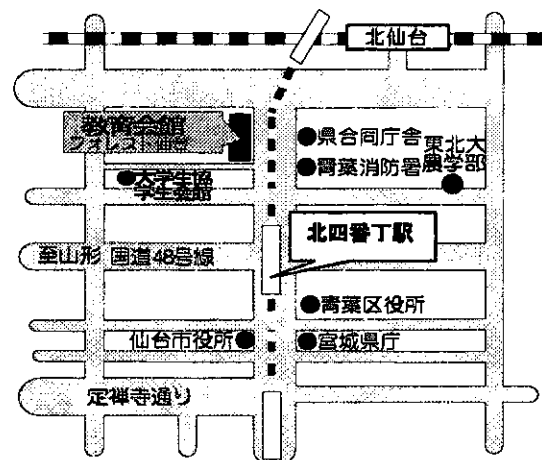 北仙台
教育会館
フォレスト仙台
県合同庁舎
青葉消防署
東北大
農学部
大学生協
学生会館
北四番丁駅
至山形 国道48号線
青葉区役所
仙台市役所
宮城県庁
定禅寺通り